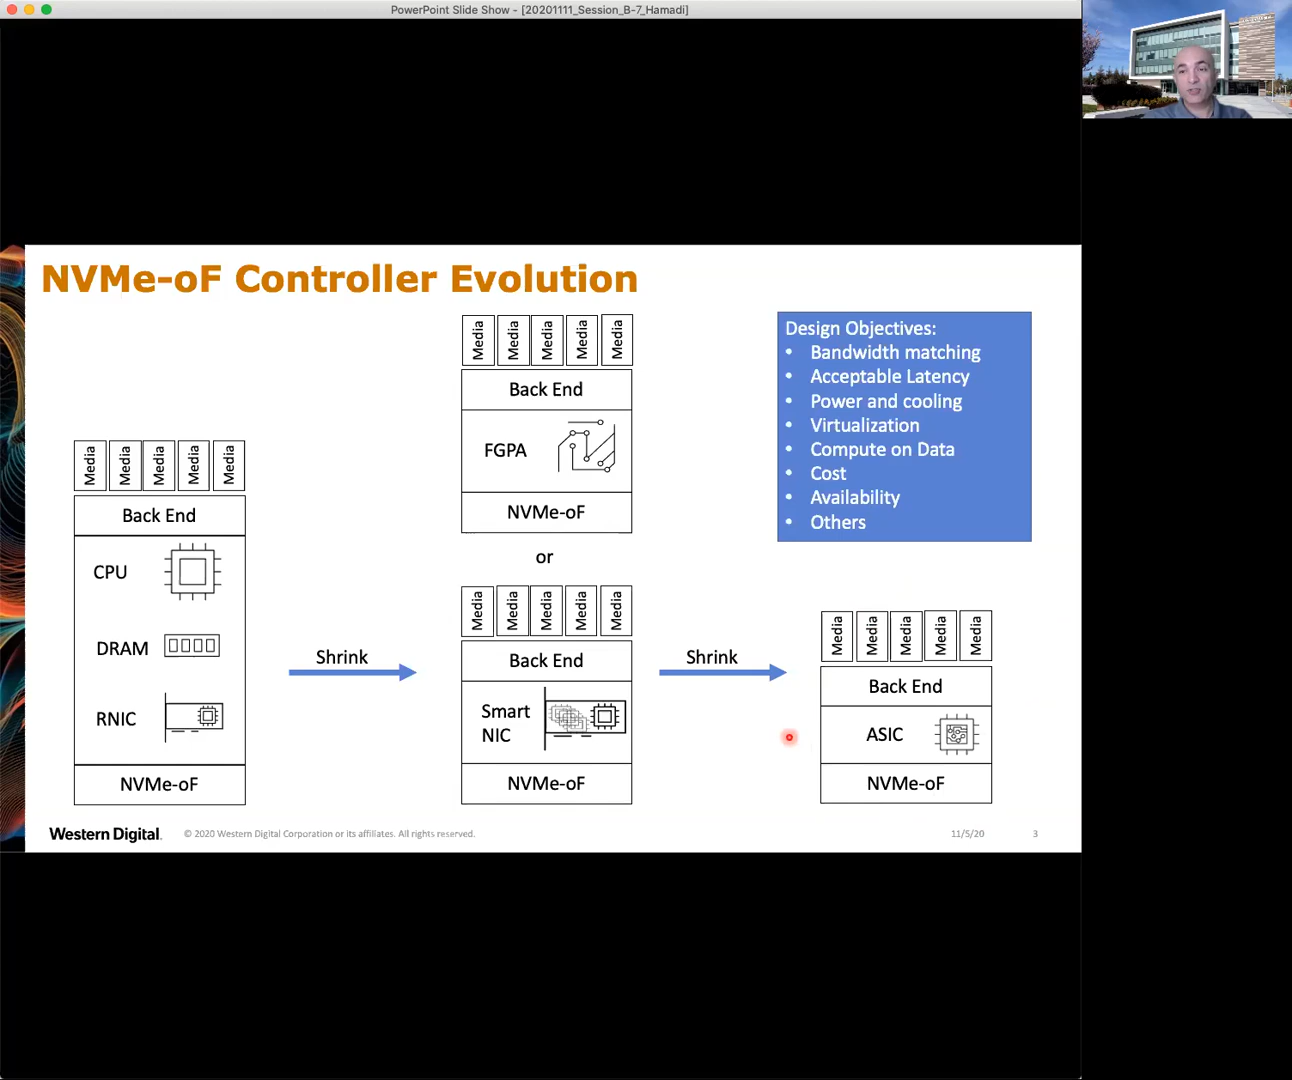 PowerPoint Slide Show - [20201111_Session_B-7_Hamadi]
NVMe-oF Controller Evolution
Media Media Media Media Media
Back End
CPU
DRAM
RNIC
NVMe-oF
Shrink
Media Media Media Media Media
Back End
FGPA
NVMe-oF
or
Media Media Media Media Media
Back End
Smart
NIC
NVMe-oF
Shrink
Design Objectives:
• Bandwidth matching
• Acceptable Latency
• Power and cooling
• Virtualization
• Compute on Data
• Cost
• Availability
• Others
Media Media Media Media Media
Back End
ASIC
NVMe-oF
Western Digital.
© 2020 Western Digital Corporation or its affiliates. All rights reserved.
11/5/20
3